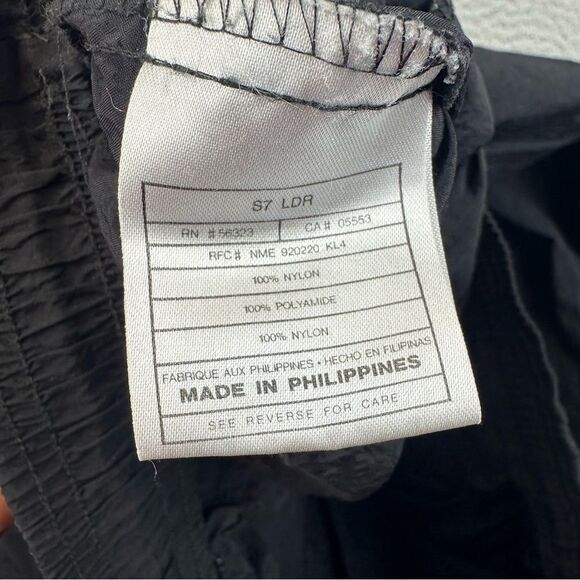 S7 LDR
RN # 56323 CA # 05553
RFC# NME 920220 KL4
100% NYLON
100% POLYAMIDE
100% NYLON
FABRIQUE AUX PHILIPPINES • HECHO EN FILIPINAS
MADE IN PHILIPPINES
SEE REVERSE FOR CARE